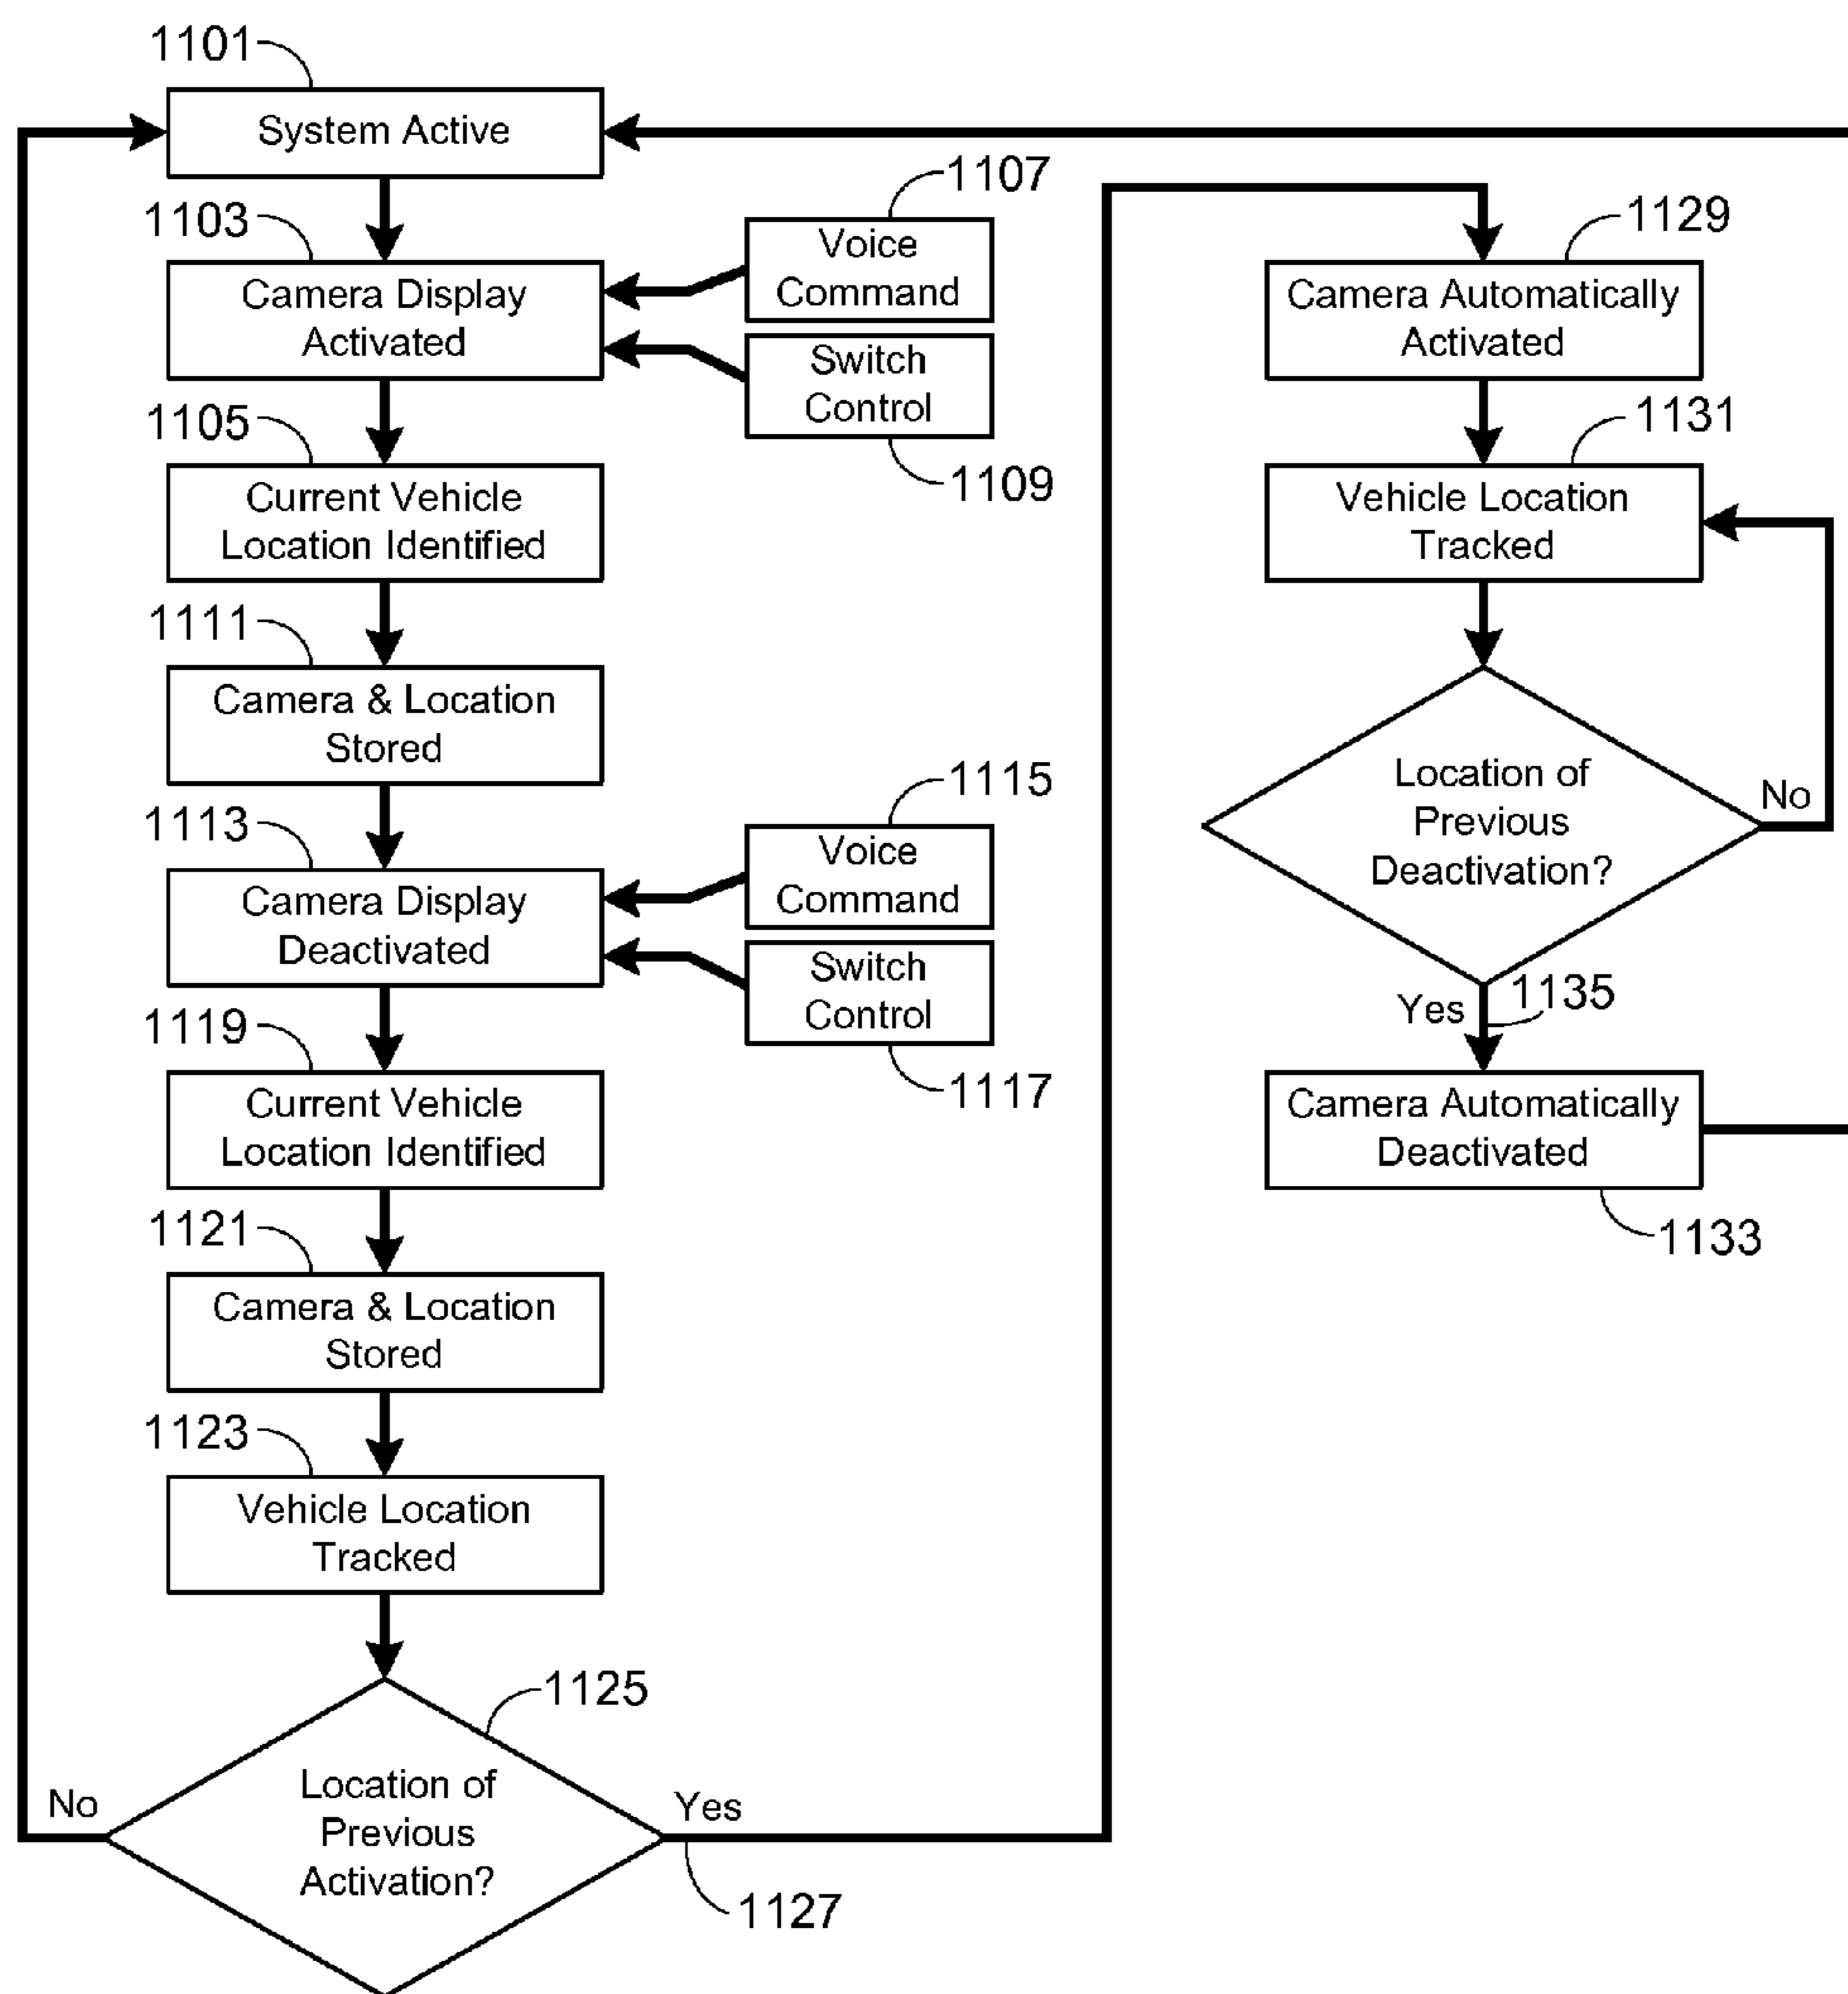 1101
System Active
1103
Camera Display
Activated
1107
Voice
Command
Switch
Control
1109
1105
Current Vehicle
Location Identified
1111
Camera & Location
Stored
1113
Camera Display
Deactivated
1115
Voice
Command
Switch
Control
1117
1119
Current Vehicle
Location Identified
1121
Camera & Location
Stored
1123
Vehicle Location
Tracked
1125
Location of
Previous
Activation?
No
Yes
1127
1129
Camera Automatically
Activated
1131
Vehicle Location
Tracked
Location of
Previous
Deactivation?
No
Yes
1135
Camera Automatically
Deactivated
1133